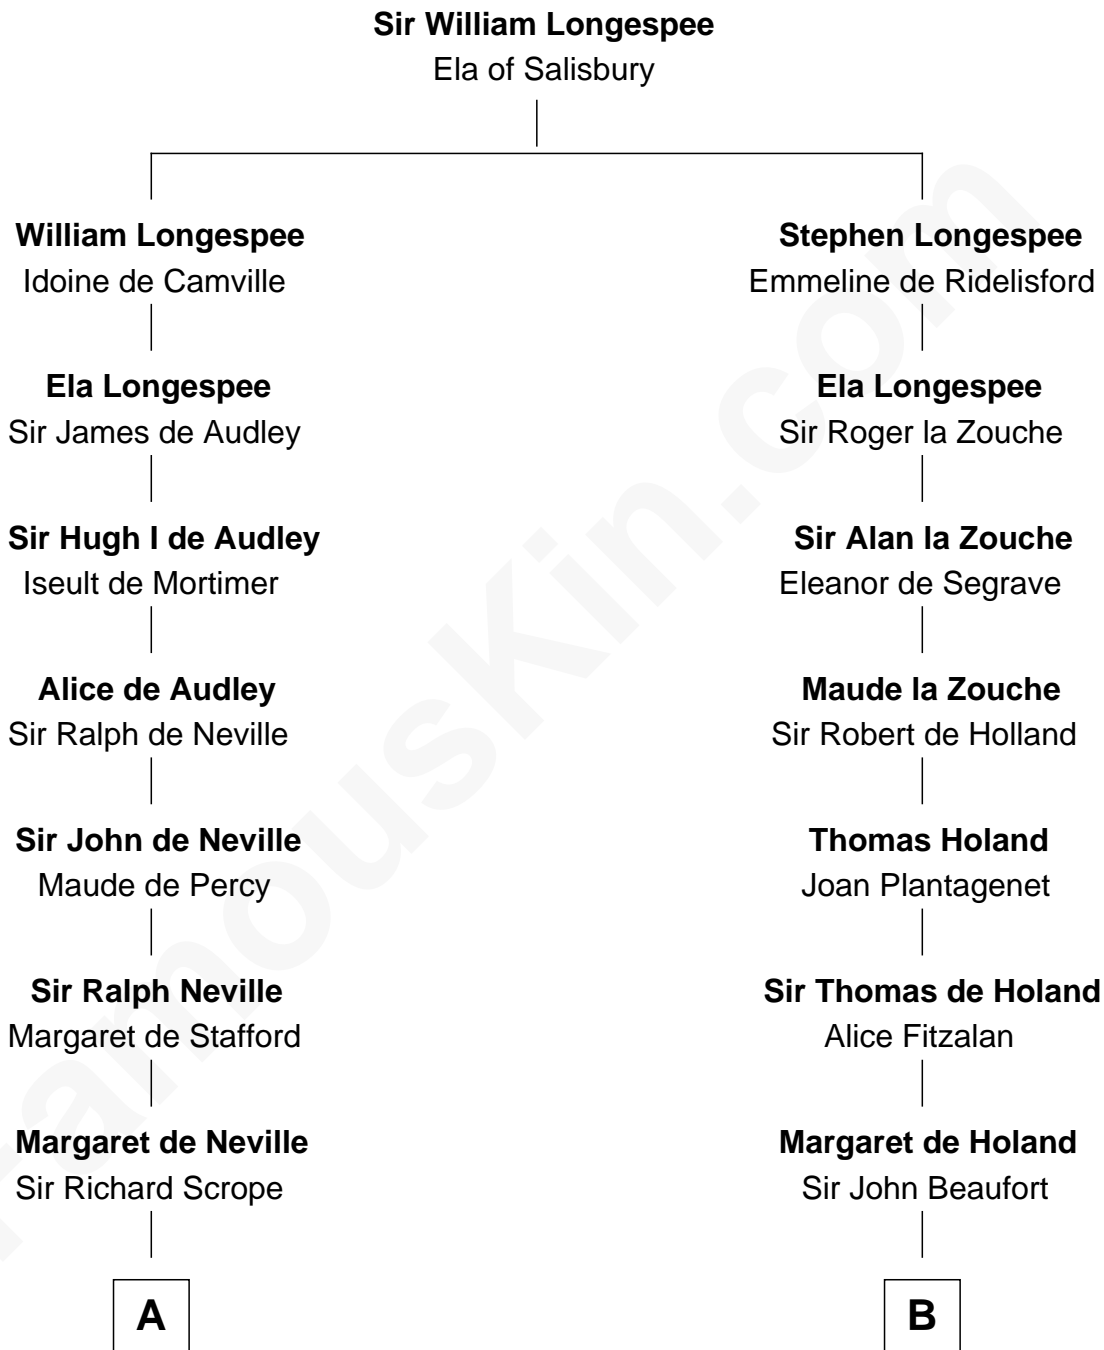 Sir William Longespee
Ela of Salisbury
William Longespee
Idoine de Camville
Stephen Longespee
Emmeline de Ridelisford
Ela Longespee
Sir James de Audley
Ela Longespee
Sir Roger la Zouche
Sir Hugh I de Audley
Iseult de Mortimer
Sir Alan la Zouche
Eleanor de Segrave
Alice de Audley
Sir Ralph de Neville
Maude la Zouche
Sir Robert de Holland
Sir John de Neville
Maude de Percy
Thomas Holand
Joan Plantagenet
Sir Ralph Neville
Margaret de Stafford
Sir Thomas de Holand
Alice Fitzalan
Margaret de Neville
Sir Richard Scrope
Margaret de Holand
Sir John Beaufort
A
B
FamousKin.com